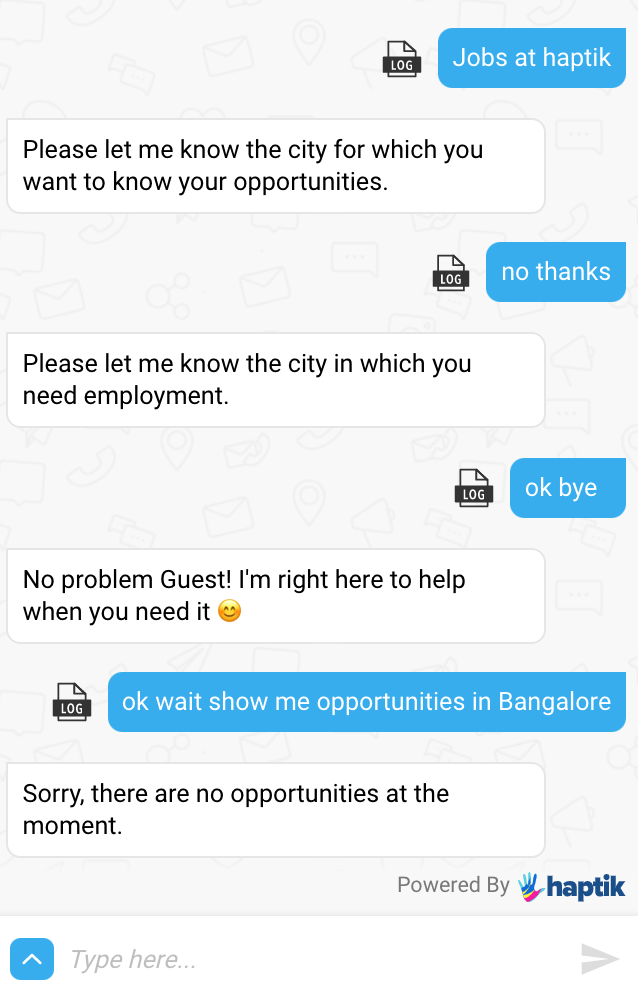 LOG
Jobs at haptik
Please let me know the city for which you
want to know your opportunities.
LOG
no thanks
Please let me know the city in which you
need employment.
LOG
ok bye
No problem Guest! I'm right here to help
when you need it 😊
LOG
ok wait show me opportunities in Bangalore
Sorry, there are no opportunities at the
moment.
Powered By haptik
Type here...